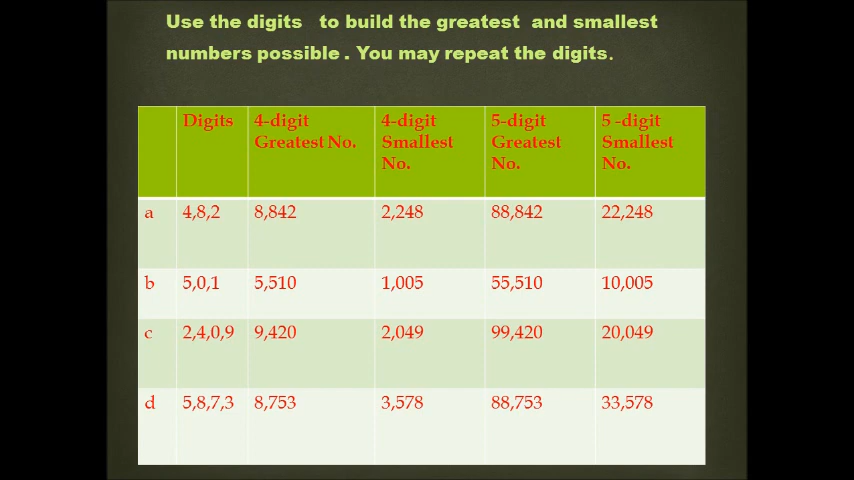 Use the digits to build the greatest and smallest
numbers possible . You may repeat the digits.
Digits 4-digit Greatest No. 4-digit Smallest No. 5-digit Greatest No. 5 -digit Smallest No.
a 4,8,2 8,842 2,248 88,842 22,248
b 5,0,1 5,510 1,005 55,510 10,005
c 2,4,0,9 9,420 2,049 99,420 20,049
d 5,8,7,3 8,753 3,578 88,753 33,578